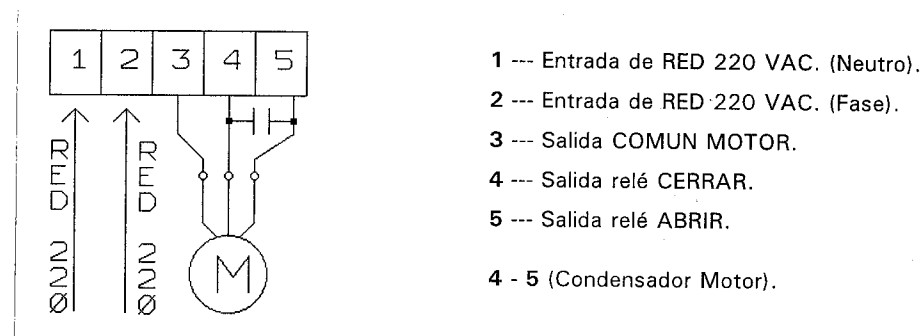 1 2 3 4 5
RED 220
RED 220
M
1 --- Entrada de RED 220 VAC. (Neutro).
2 --- Entrada de RED 220 VAC. (Fase).
3 --- Salida COMUN MOTOR.
4 --- Salida relé CERRAR.
5 --- Salida relé ABRIR.
4 - 5 (Condensador Motor).